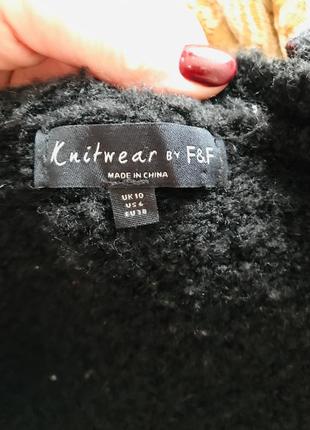 Knitwear BY F&F
MADE IN CHINA
UK 10
US 6
EU 38